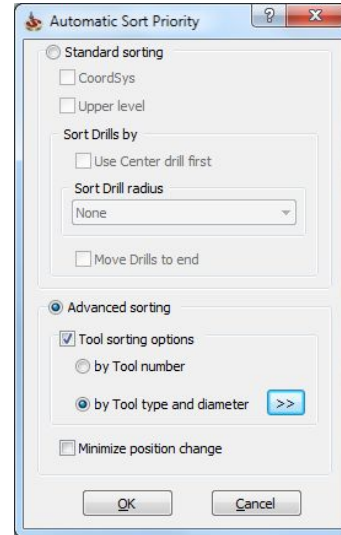 Automatic Sort Priority
Standard sorting
CoordSys
Upper level
Sort Drills by
Use Center drill first
Sort Drill radius
None
Move Drills to end
Advanced sorting
Tool sorting options
by Tool number
by Tool type and diameter >>
Minimize position change
OK Cancel